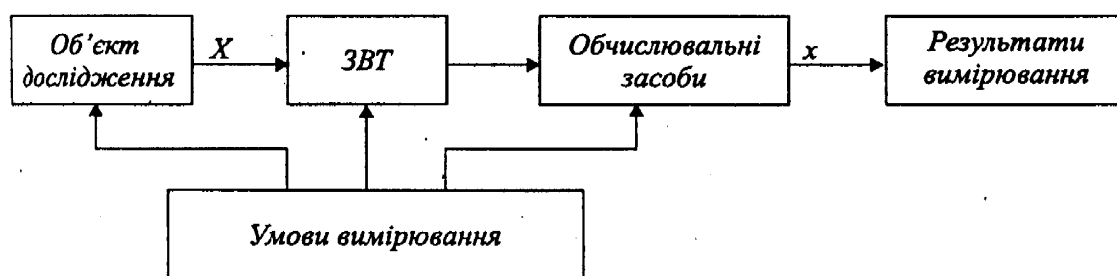 Об’єкт
дослідження
X
ЗВТ
Обчислювальні
засоби
x
Результати
вимірювання
Умови вимірювання